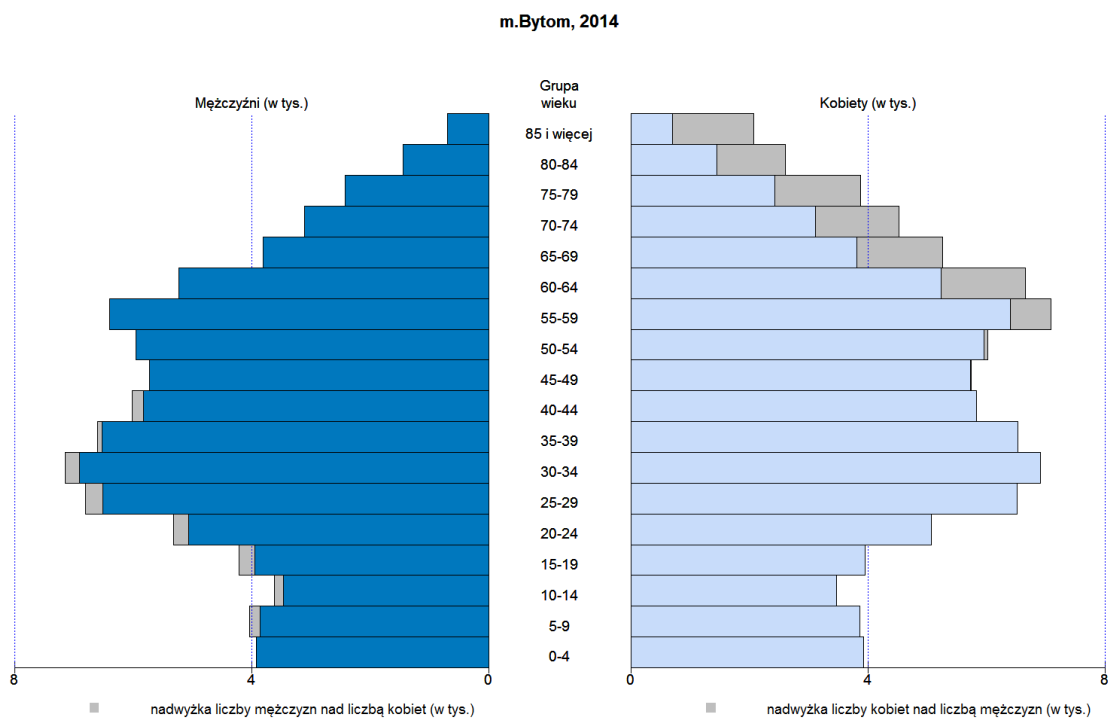 m.Bytom, 2014
Grupa
wieku
Mężczyźni (w tys.)
Kobiety (w tys.)
85 i więcej
80-84
75-79
70-74
65-69
60-64
55-59
50-54
45-49
40-44
35-39
30-34
25-29
20-24
15-19
10-14
5-9
0-4
8 4 0 0 4 8
nadwyżka liczby mężczyzn nad liczbą kobiet (w tys.)
nadwyżka liczby kobiet nad liczbą mężczyzn (w tys.)